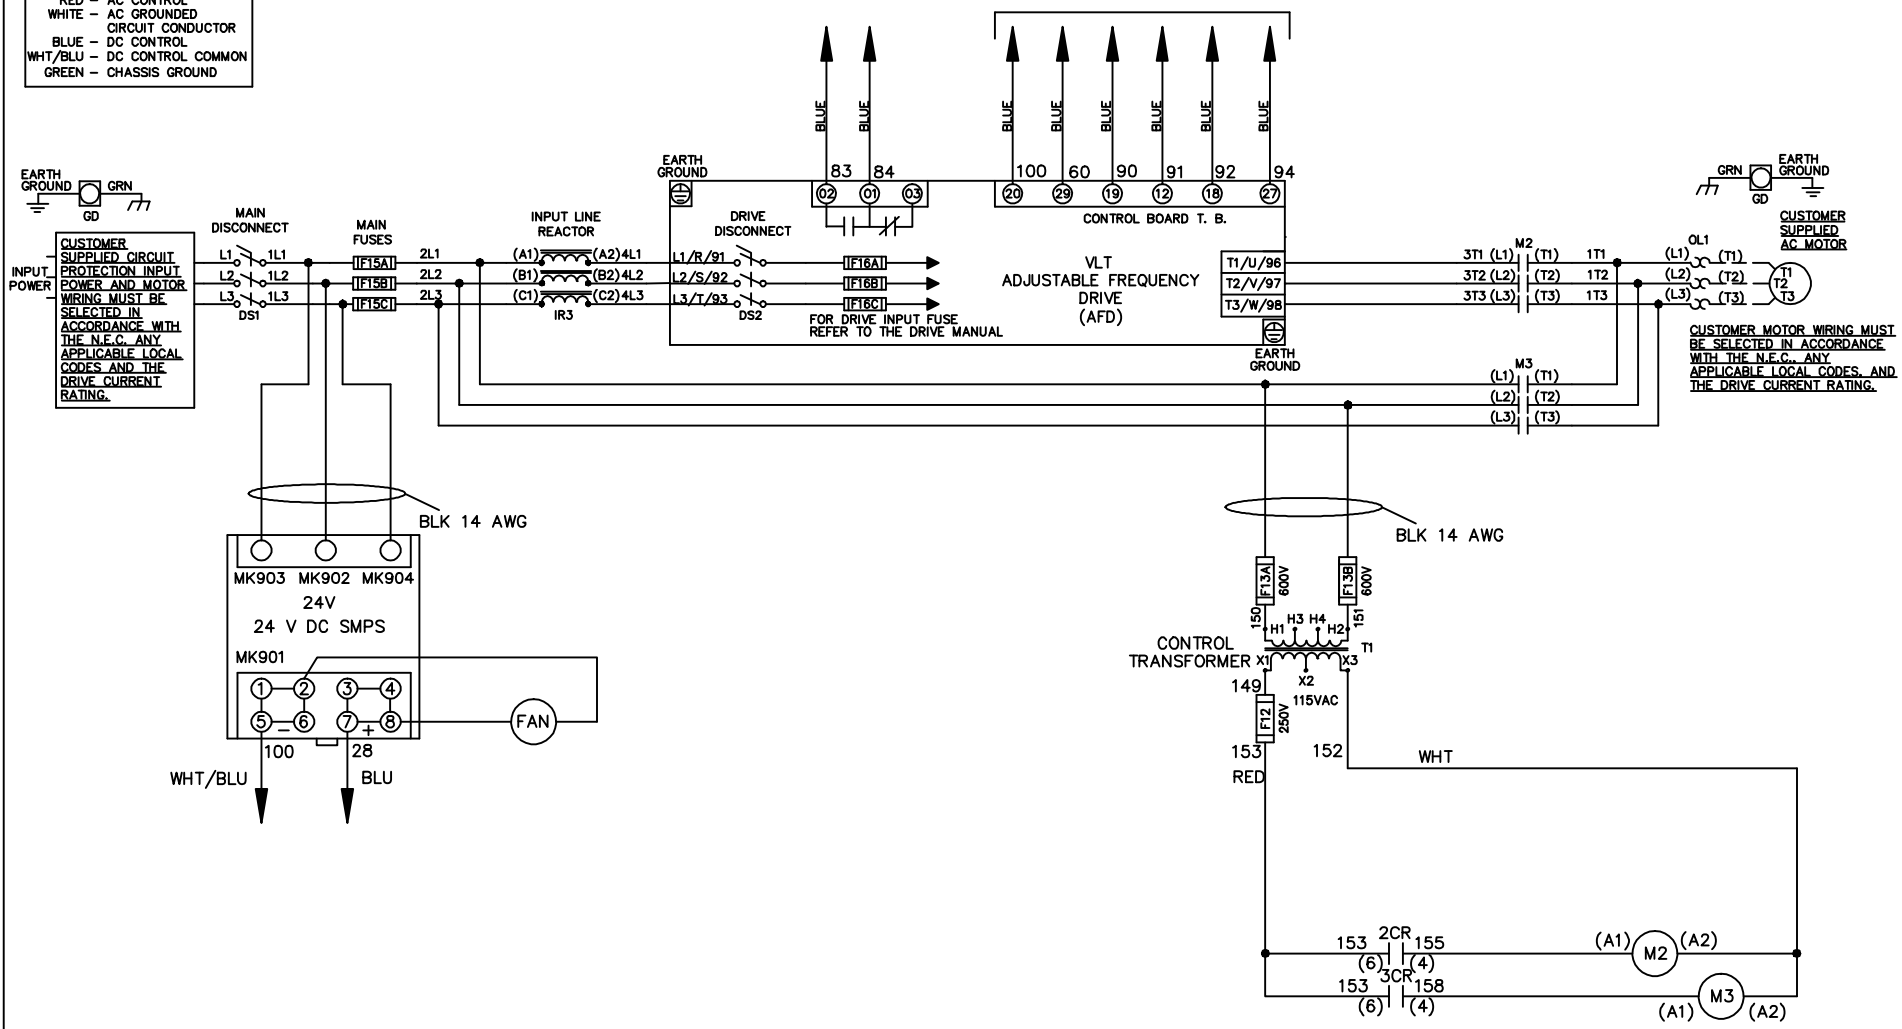 RED – AC CONTROL
WHITE – AC GROUNDED
CIRCUIT CONDUCTOR
BLUE – DC CONTROL
WHT/BLU – DC CONTROL COMMON
GREEN – CHASSIS GROUND
BLUE
BLUE
BLUE
BLUE
BLUE
BLUE
BLUE
BLUE
EARTH
GROUND
GRN
GD
EARTH
GROUND
83
84
02
01
03
100
60
90
91
92
94
20
29
19
12
18
27
CONTROL BOARD T. B.
GRN
EARTH
GROUND
GD
CUSTOMER
SUPPLIED
AC MOTOR
INPUT
POWER
CUSTOMER
SUPPLIED CIRCUIT
PROTECTION INPUT
POWER AND MOTOR
WIRING MUST BE
SELECTED IN
ACCORDANCE WITH
THE N.E.C. ANY
APPLICABLE LOCAL
CODES AND THE
DRIVE CURRENT
RATING.
MAIN
DISCONNECT
L1 1L1
L2 1L2
L3 1L3
DS1
MAIN
FUSES
F15A
F15B
F15C
2L1
2L2
2L3
INPUT LINE
REACTOR
(A1) (A2) 4L1
(B1) (B2) 4L2
(C1) (C2) 4L3
IR3
L1/R/91
L2/S/92
L3/T/93
DRIVE
DISCONNECT
DS2
F16A
F16B
F16C
FOR DRIVE INPUT FUSE
REFER TO THE DRIVE MANUAL
VLT
ADJUSTABLE FREQUENCY
DRIVE
(AFD)
T1/U/96
T2/V/97
T3/W/98
EARTH
GROUND
M2
3T1 (L1) (T1) 1T1
3T2 (L2) (T2) 1T2
3T3 (L3) (T3) 1T3
OL1
(L1) (T1)
(L2) (T2)
(L3) (T3)
T1
T2
T3
CUSTOMER MOTOR WIRING MUST
BE SELECTED IN ACCORDANCE
WITH THE N.E.C., ANY
APPLICABLE LOCAL CODES, AND
THE DRIVE CURRENT RATING.
M3
(L1) (T1)
(L2) (T2)
(L3) (T3)
BLK 14 AWG
MK903 MK902 MK904
24V
24 V DC SMPS
MK901
1 2 3 4
5 6 7 8
– +
FAN
100
28
WHT/BLU
BLU
BLK 14 AWG
F13A
600V
F13B
600V
150
151
H1 H3 H4 H2
T1
CONTROL
TRANSFORMER
X1 X3
X2
149
115VAC
F12
250V
153
152
RED
WHT
2CR
153 155
(6) (4)
(A1) M2 (A2)
3CR
153 158
(6) (4)
(A1) M3 (A2)